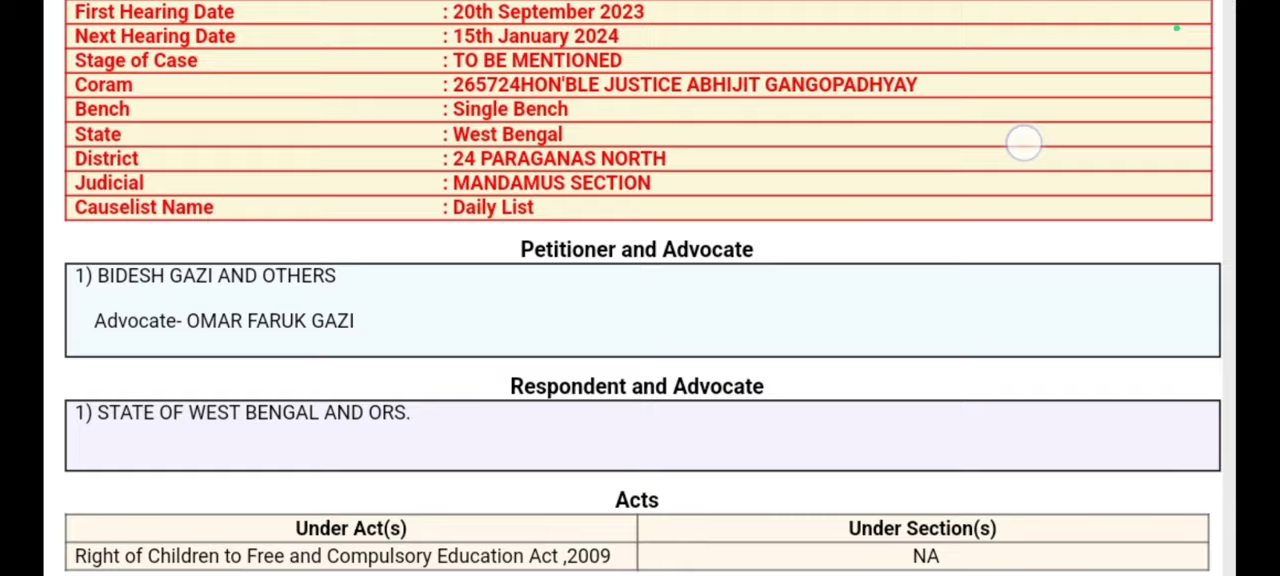 First Hearing Date : 20th September 2023
Next Hearing Date : 15th January 2024
Stage of Case : TO BE MENTIONED
Coram : 265724HON'BLE JUSTICE ABHIJIT GANGOPADHYAY
Bench : Single Bench
State : West Bengal
District : 24 PARAGANAS NORTH
Judicial : MANDAMUS SECTION
Causelist Name : Daily List
Petitioner and Advocate
1) BIDESH GAZI AND OTHERS
Advocate- OMAR FARUK GAZI
Respondent and Advocate
1) STATE OF WEST BENGAL AND ORS.
Acts
Under Act(s) Under Section(s)
Right of Children to Free and Compulsory Education Act ,2009 NA